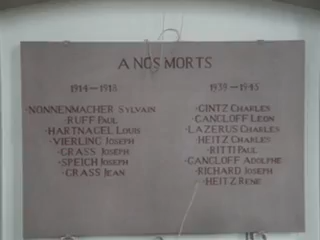 A NOS MORTS
1914-1918
-NONNENMACHER SYLVAIN
-RUFF PAUL
-HARTNAGEL LOUIS
-VIERLING JOSEPH
-GRASS JOSEPH
-SPEICH JOSEPH
-GRASS JEAN
1939-1945
-GINTZ CHARLES
-GANGLOFF LEON
-LAZERUS CHARLES
-HEITZ CHARLES
-RITTI PAUL
-GANGLOFF ADOLPHE
-RICHARD JOSEPH
-HEITZ RENE